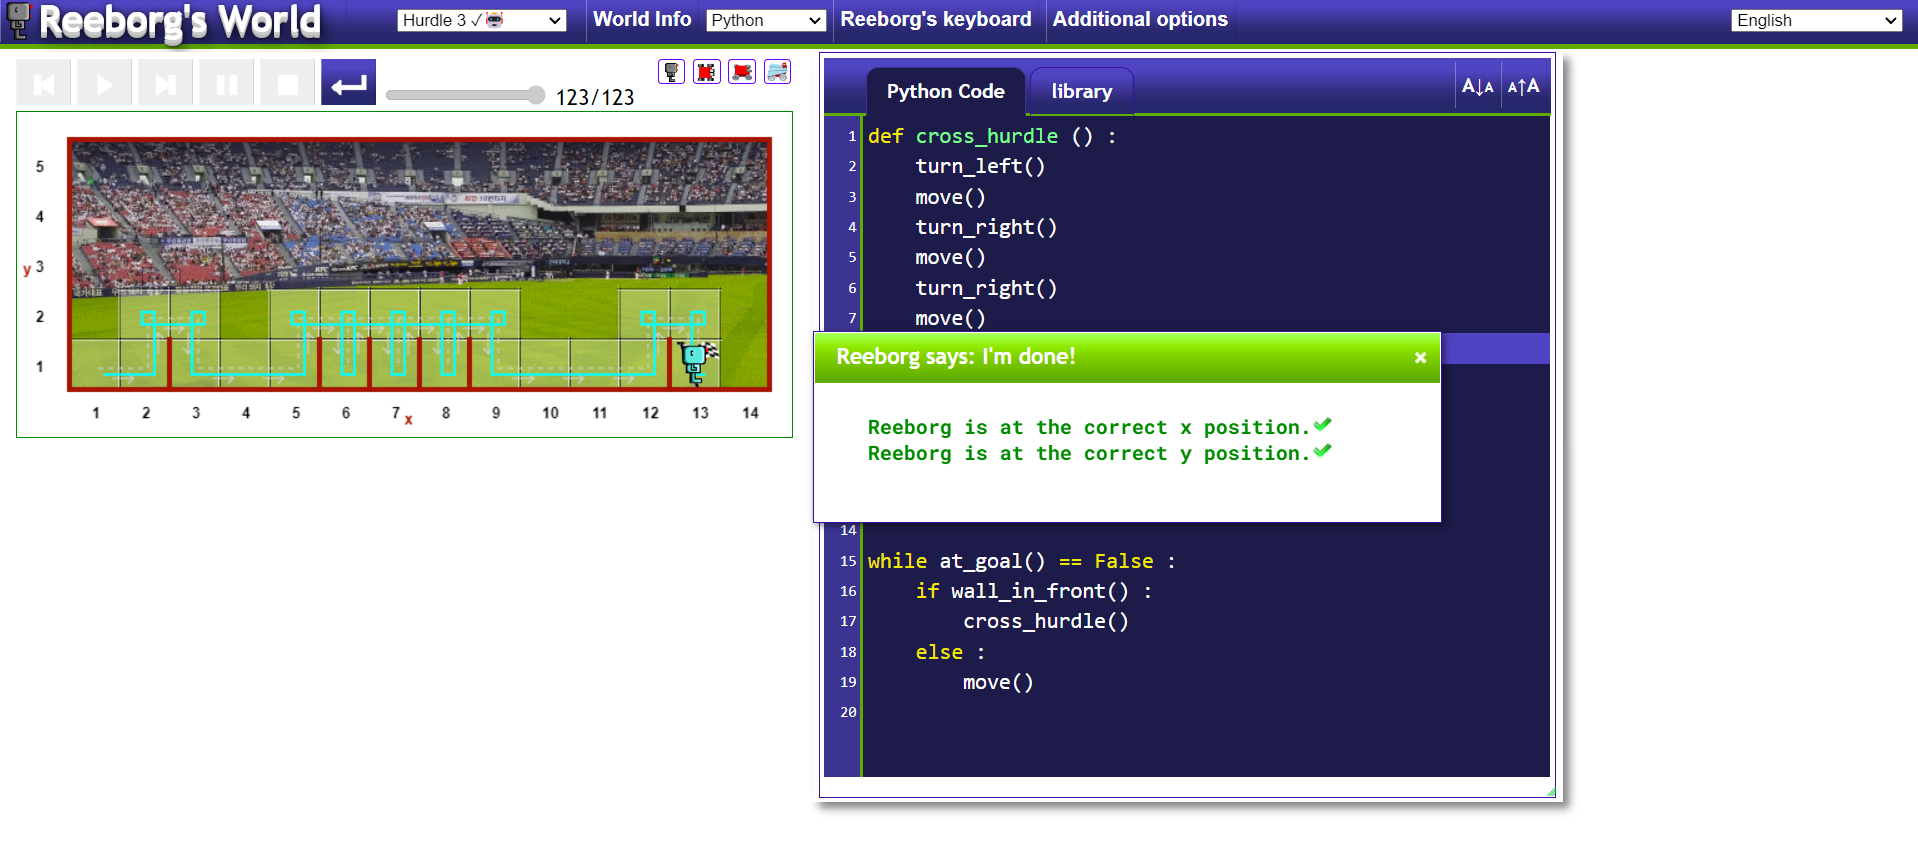 Reeborg's World
Hurdle 3 ✓🤖
World Info
Python
Reeborg's keyboard
Additional options
English
123/123
Python Code
library
A↓A
A↑A
1 def cross_hurdle () :
2 turn_left()
3 move()
4 turn_right()
5 move()
6 turn_right()
7 move()
Reeborg says: I'm done!
×
Reeborg is at the correct x position.✔
Reeborg is at the correct y position.✔
14
15 while at_goal() == False :
16 if wall_in_front() :
17 cross_hurdle()
18 else :
19 move()
20
5
4
y 3
2
1
1 2 3 4 5 6 7 8 9 10 11 12 13 14
x